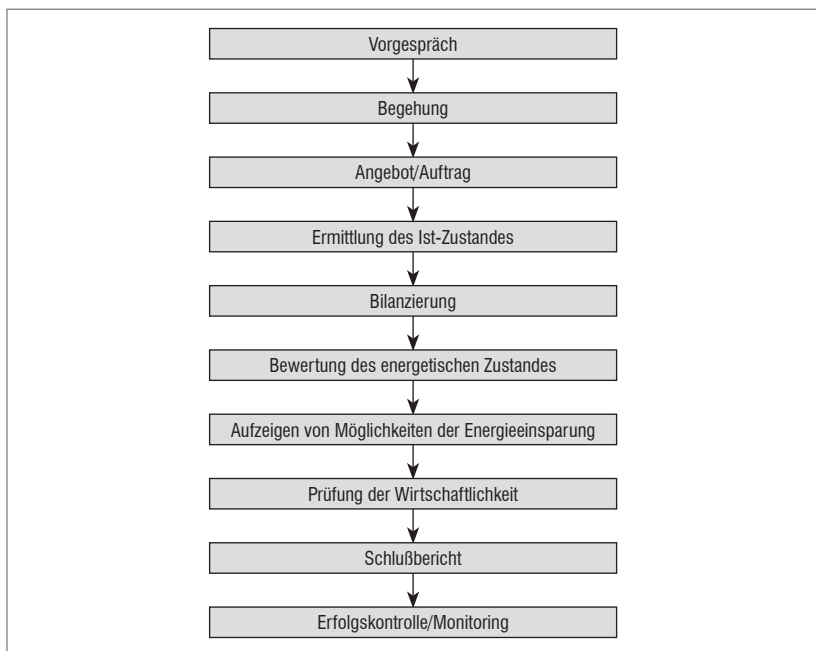 Vorgespräch
Begehung
Angebot/Auftrag
Ermittlung des Ist-Zustandes
Bilanzierung
Bewertung des energetischen Zustandes
Aufzeigen von Möglichkeiten der Energieeinsparung
Prüfung der Wirtschaftlichkeit
Schlußbericht
Erfolgskontrolle/Monitoring